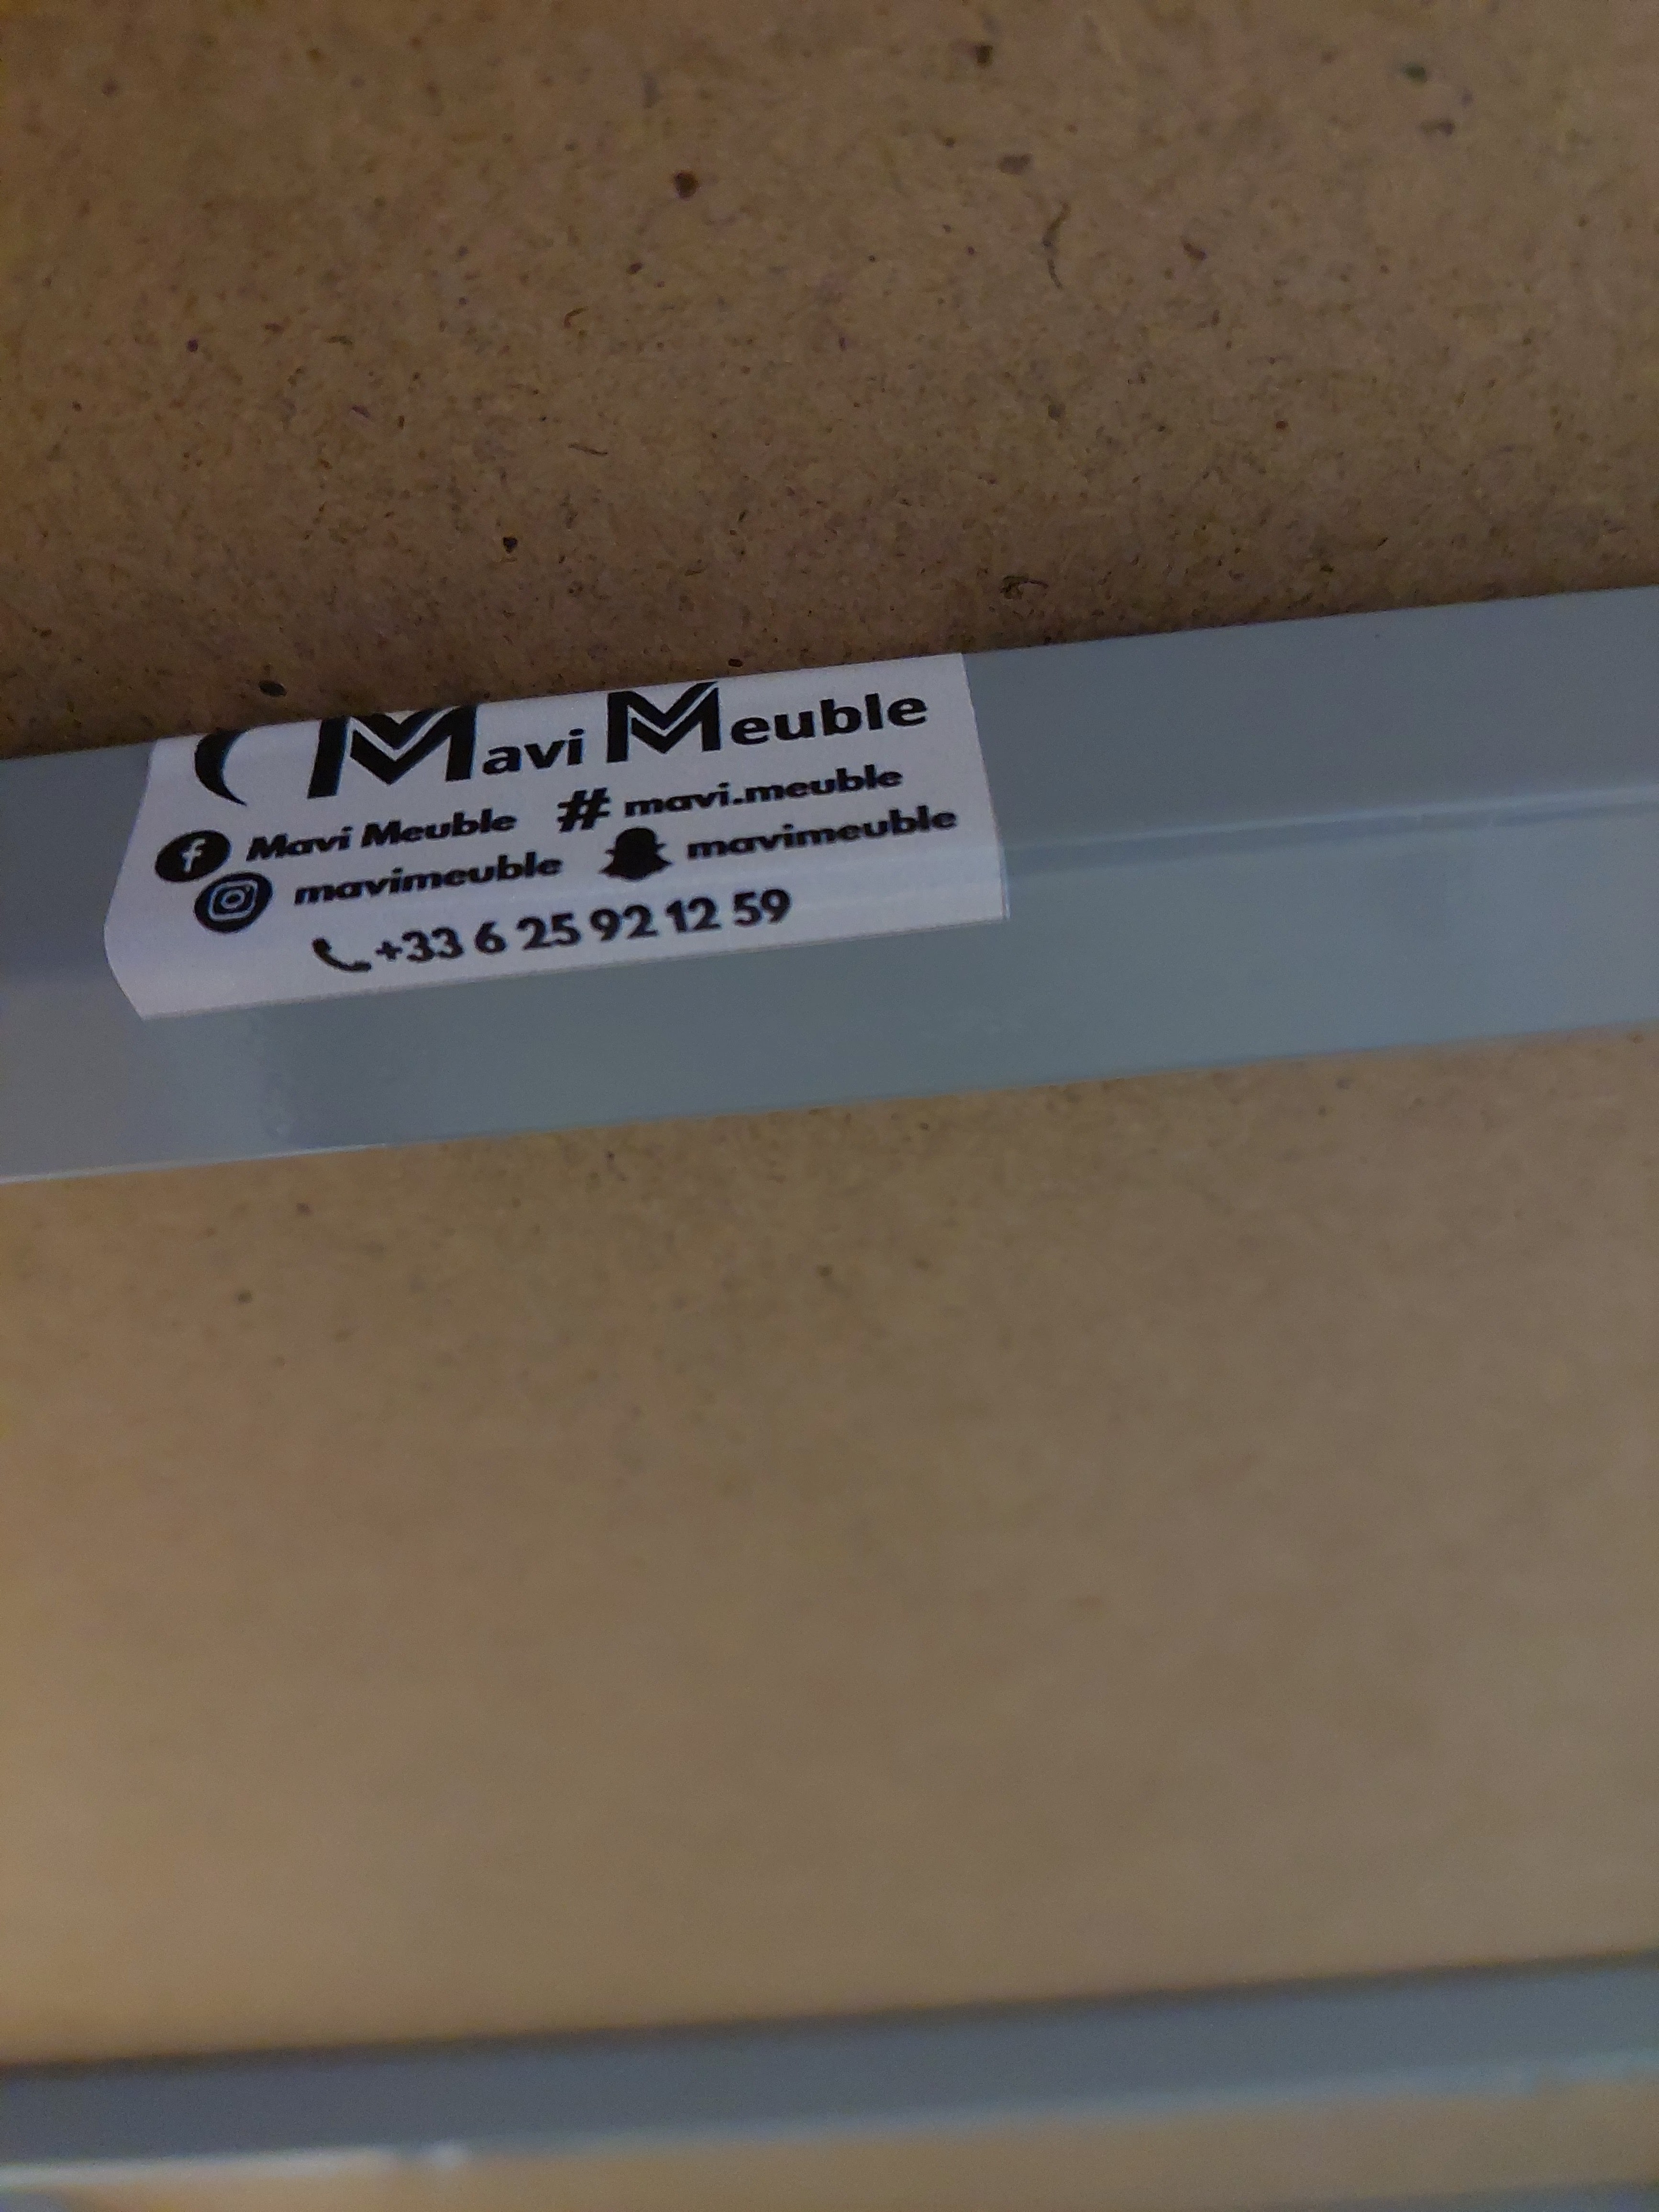 Mavi Meuble
Mavi Meuble # mavi.meuble
mavimeuble mavimeuble
+33 6 25 92 12 59